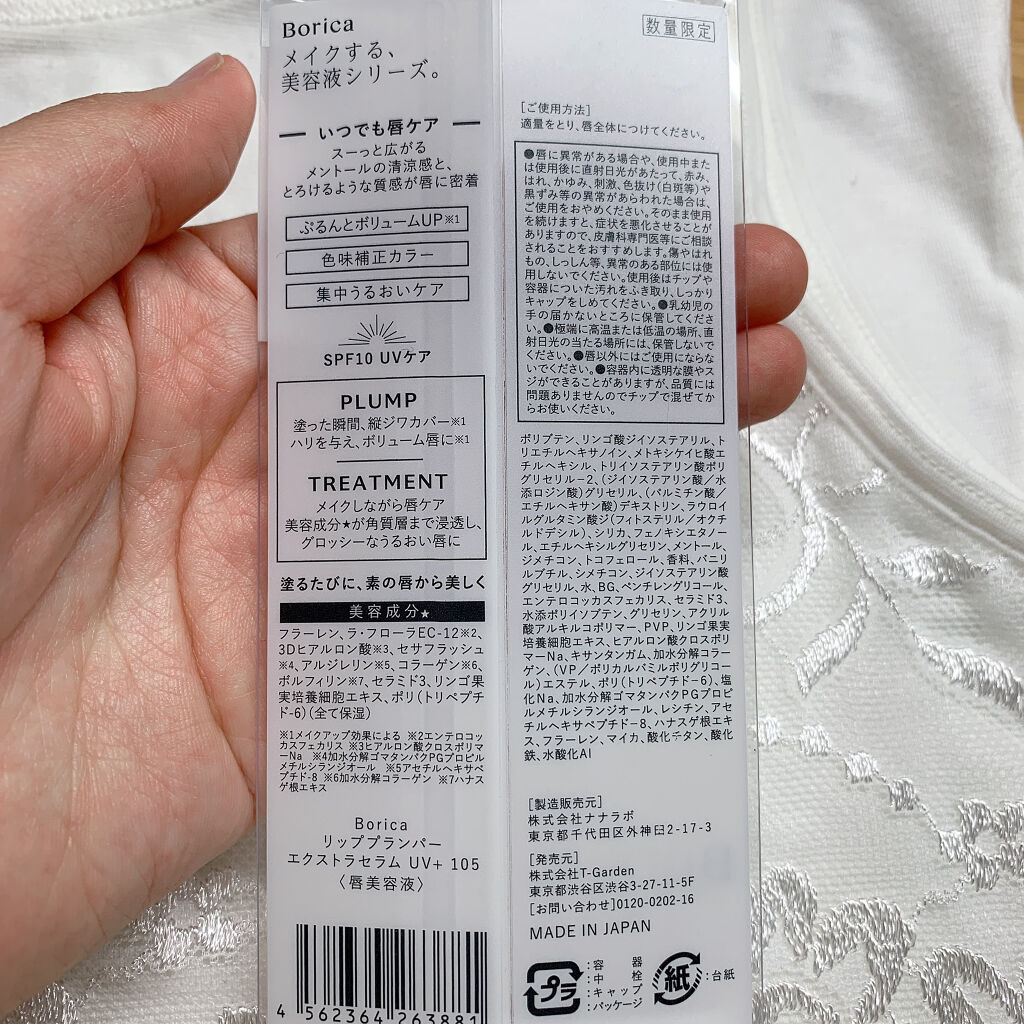 Borica
メイクする、
美容液シリーズ。
いつでも唇ケア
スーっと広がる
メントールの清涼感と、
とろけるような質感が唇に密着
ぷるんとボリュームUP※1
色味補正カラー
集中うるおいケア
SPF10 UVケア
PLUMP
塗った瞬間、縦ジワカバー※1
ハリを与え、ボリューム唇に※1
TREATMENT
メイクしながら唇ケア
美容成分★が角質層まで浸透し、
グロッシーなうるおい唇に
塗るたびに、素の唇から美しく
美容成分★
フラーレン、ラ・フローラEC-12※2、
3Dヒアルロン酸※3、セサフラッシュ
※4、アルジレリン※5、コラーゲン※6、
ボルフィリン※7、セラミド3、リンゴ果
実培養細胞エキス、ポリ(トリペプチ
ド-6)(全て保湿)
※1メイクアップ効果による ※2エンテロコッ
カスフェカリス ※3ヒアルロン酸クロスポリマ
ーNa ※4加水分解ゴマタンパクPGプロピル
メチルシランジオール ※5アセチルヘキサペ
プチド-8 ※6加水分解コラーゲン ※7ハナス
ゲ根エキス
Borica
リッププランパー
エクストラセラム UV+ 105
〈唇美容液〉
4 562364 263881
数量限定
[ご使用方法]
適量をとり、唇全体につけてください。
●唇に異常がある場合や、使用中また
は使用後に直射日光があたって、赤み、
はれ、かゆみ、刺激、色抜け(白斑等)や
黒ずみ等の異常があらわれた場合は、
ご使用をおやめください。そのまま使用
を続けますと、症状を悪化させることが
ありますので、皮膚科専門医等にご相談
されることをおすすめします。傷やはれ
もの、しっしん等、異常のある部位には使
用しないでください。使用後はチップや
容器についた汚れをふき取り、しっかり
キャップをしめてください。●乳幼児の
手の届かないところに保管してくださ
い。●極端に高温または低温の場所、直
射日光の当たる場所には、保管しないで
ください。●唇以外にはご使用にならな
いでください。●容器内に透明な膜やス
ジができることがありますが、品質には
問題ありませんのでチップで混ぜてか
らお使いください。
ポリブテン、リンゴ酸ジイソステアリル、ト
リエチルヘキサノイン、メトキシケイヒ酸エ
チルヘキシル、トリイソステアリン酸ポリ
グリセリル-2、(ジイソステアリン酸/水
添ロジン酸)グリセリル、(パルミチン酸/
エチルヘキサン酸)デキストリン、ラウロイ
ルグルタミン酸ジ(フィトステリル/オクチ
ルドデシル)、シリカ、フェノキシエタノー
ル、エチルヘキシルグリセリン、メントール、
ジメチコン、トコフェロール、香料、バニリ
ルブチル、シメチコン、ジイソステアリン酸
グリセリル、水、BG、ペンチレングリコール、
エンテロコッカスフェカリス、セラミド3、
水添ポリイソブテン、グリセリン、アクリル
酸アルキルコポリマー、PVP、リンゴ果実
培養細胞エキス、ヒアルロン酸クロスポリ
マーNa、キサンタンガム、加水分解コラー
ゲン、(VP/ポリカルバミルポリグリコー
ル)エステル、ポリ(トリペプチド-6)、塩
化Na、加水分解ゴマタンパクPGプロピ
ルメチルシランジオール、レシチン、アセ
チルヘキサペプチド-8、ハナスゲ根エキ
ス、フラーレン、マイカ、酸化チタン、酸化
鉄、水酸化Al
[製造販売元]
株式会社ナナラボ
東京都千代田区外神田2-17-3
[発売元]
株式会社T-Garden
東京都渋谷区渋谷3-27-11-5F
[お問い合わせ]0120-0202-16
MADE IN JAPAN
プラ
:容器
:中栓
:キャップ
:パッケージ
紙
:台紙